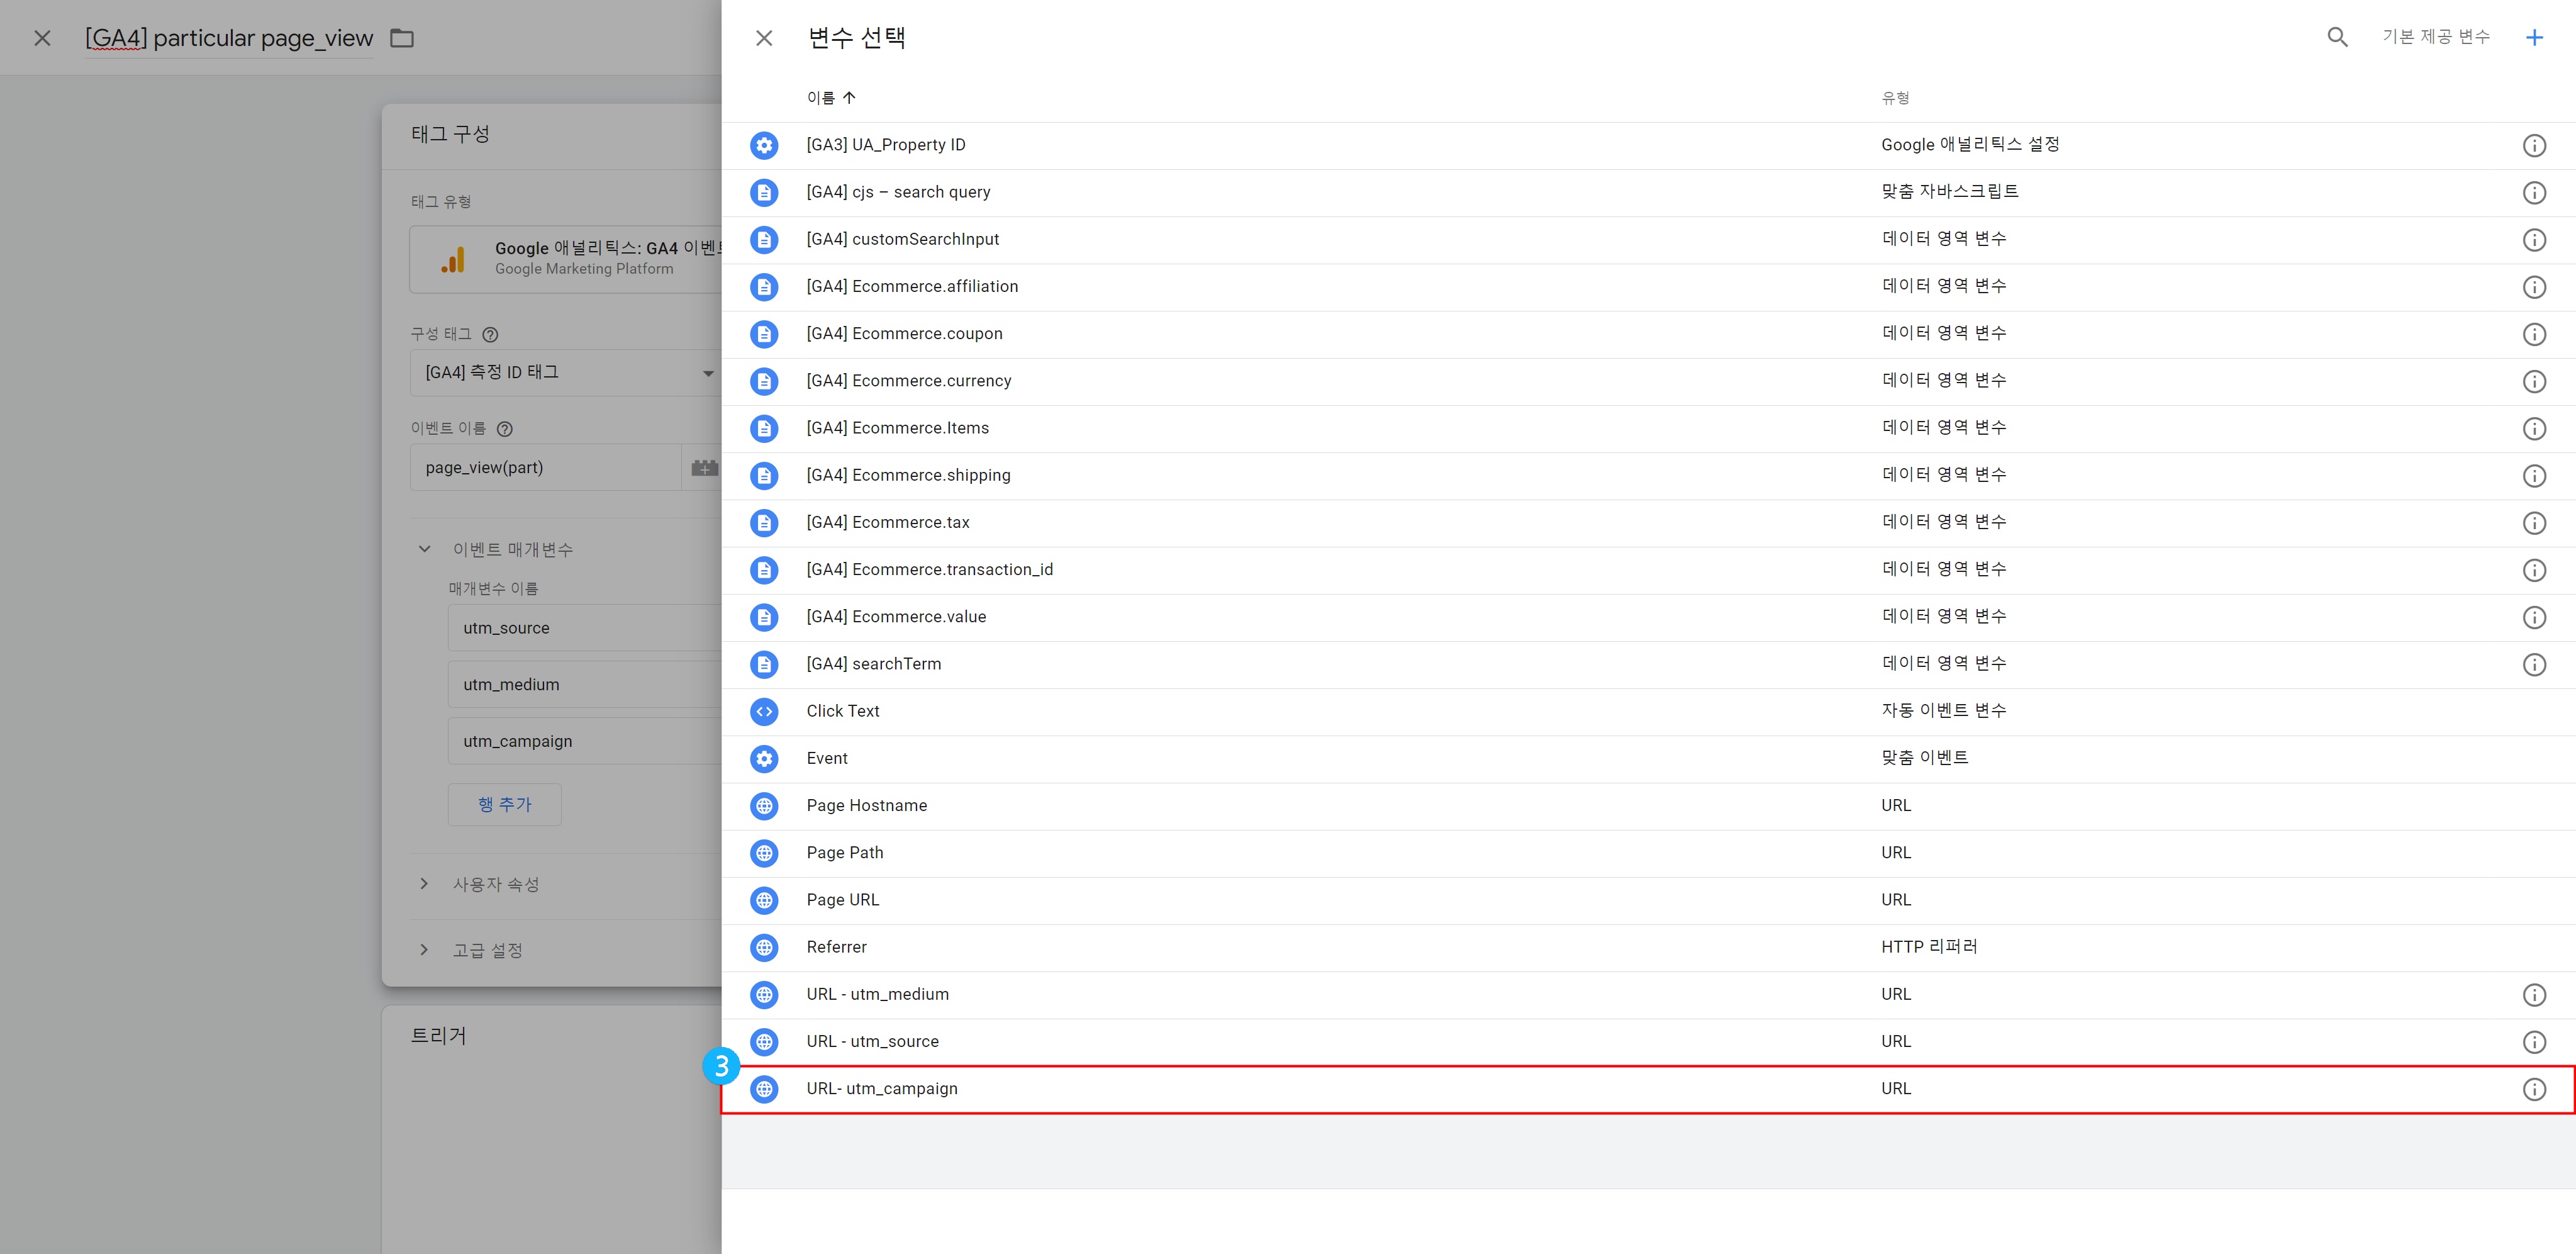 [GA4] particular page_view
태그 구성
태그 유형
Google 애널리틱스: GA4 이벤트
Google Marketing Platform
구성 태그
[GA4] 측정 ID 태그
이벤트 이름
page_view(part)
이벤트 매개변수
매개변수 이름
utm_source
utm_medium
utm_campaign
행 추가
사용자 속성
고급 설정
트리거
변수 선택
기본 제공 변수
이름 유형
[GA3] UA_Property ID Google 애널리틱스 설정
[GA4] cjs – search query 맞춤 자바스크립트
[GA4] customSearchInput 데이터 영역 변수
[GA4] Ecommerce.affiliation 데이터 영역 변수
[GA4] Ecommerce.coupon 데이터 영역 변수
[GA4] Ecommerce.currency 데이터 영역 변수
[GA4] Ecommerce.Items 데이터 영역 변수
[GA4] Ecommerce.shipping 데이터 영역 변수
[GA4] Ecommerce.tax 데이터 영역 변수
[GA4] Ecommerce.transaction_id 데이터 영역 변수
[GA4] Ecommerce.value 데이터 영역 변수
[GA4] searchTerm 데이터 영역 변수
Click Text 자동 이벤트 변수
Event 맞춤 이벤트
Page Hostname URL
Page Path URL
Page URL URL
Referrer HTTP 리퍼러
URL - utm_medium URL
URL - utm_source URL
3
URL- utm_campaign URL